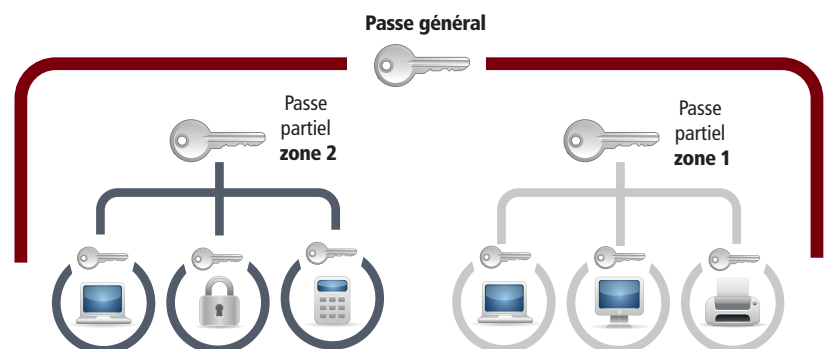 Passe général
Passe
partiel
zone 2
Passe
partiel
zone 1